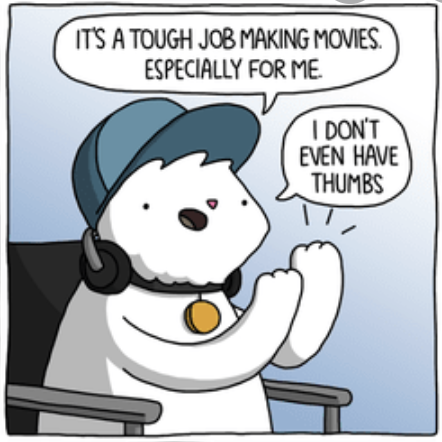 IT'S A TOUGH JOB MAKING MOVIES.
ESPECIALLY FOR ME.
I DON'T
EVEN HAVE
THUMBS